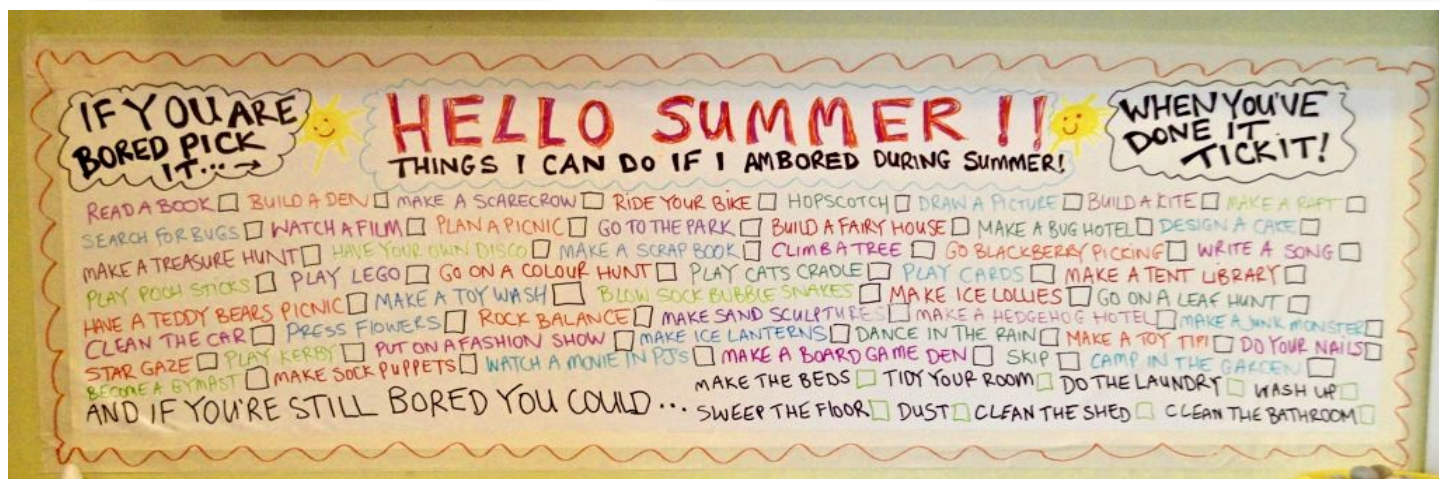 IF YOU ARE
BORED PICK
IT...→
HELLO SUMMER!!
THINGS I CAN DO IF I AM BORED DURING SUMMER!
WHEN YOU'VE
DONE IT
TICK IT!
READ A BOOK □ BUILD A DEN □ MAKE A SCARECROW □ RIDE YOUR BIKE □ HOPSCOTCH □ DRAW A PICTURE □ BUILD A KITE □ MAKE A RAFT □
SEARCH FOR BUGS □ WATCH A FILM □ PLAN A PICNIC □ GO TO THE PARK □ BUILD A FAIRY HOUSE □ MAKE A BUG HOTEL □ DESIGN A CAKE □
MAKE A TREASURE HUNT □ HAVE YOUR OWN DISCO □ MAKE A SCRAP BOOK □ CLIMB A TREE □ GO BLACKBERRY PICKING □ WRITE A SONG □
PLAY POOH STICKS □ PLAY LEGO □ GO ON A COLOUR HUNT □ PLAY CATS CRADLE □ PLAY CARDS □ MAKE A TENT LIBRARY □
HAVE A TEDDY BEARS PICNIC □ MAKE A TOY WASH □ BLOW SOCK BUBBLE SNAKES □ MAKE ICE LOLLIES □ GO ON A LEAF HUNT □
CLEAN THE CAR □ PRESS FLOWERS □ ROCK BALANCE □ MAKE SAND SCULPTURES □ MAKE A HEDGEHOG HOTEL □ MAKE A JUNK MONSTER □
STAR GAZE □ PLAY KERBY □ PUT ON A FASHION SHOW □ MAKE ICE LANTERNS □ DANCE IN THE RAIN □ MAKE A TOY TIPI □ DO YOUR NAILS □
BECOME A GYMPAST □ MAKE SOCK PUPPETS □ WATCH A MOVIE IN PJ'S □ MAKE A BOARD GAME DEN □ SKIP □ CAMP IN THE GARDEN □
AND IF YOU'RE STILL BORED YOU COULD...
MAKE THE BEDS □ TIDY YOUR ROOM □ DO THE LAUNDRY □ WASH UP □
SWEEP THE FLOOR □ DUST □ CLEAN THE SHED □ CLEAN THE BATHROOM □